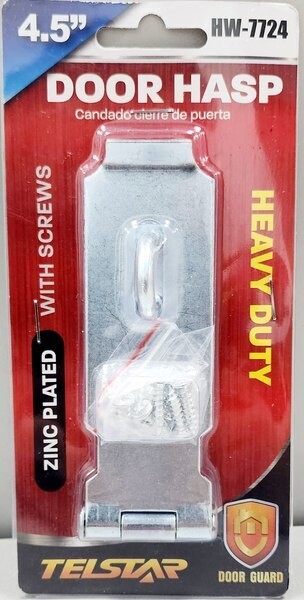 4.5”
HW-7724
DOOR HASP
Candado cierre de puerta
ZINC PLATED WITH SCREWS
HEAVY DUTY
TELSTAR
DOOR GUARD